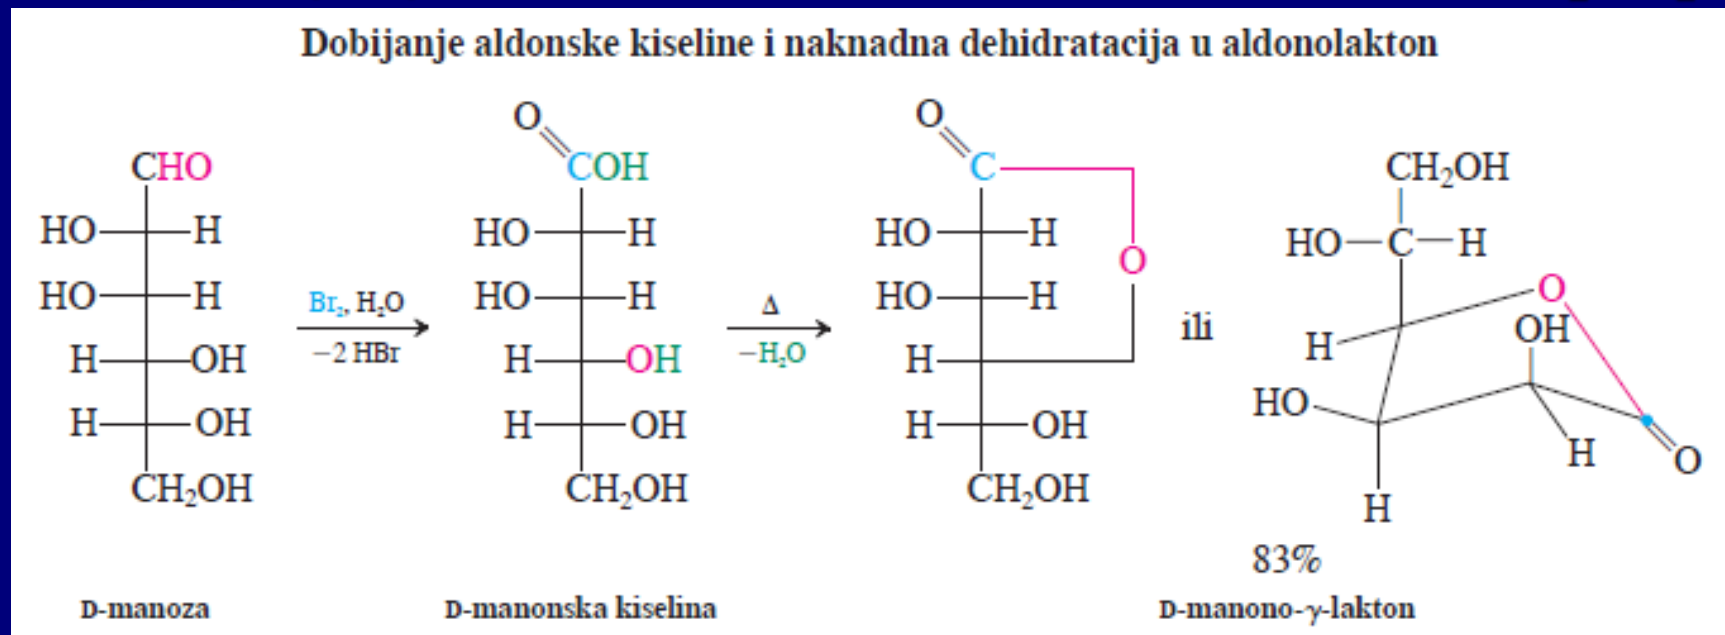 Dobijanje aldonske kiseline i naknadna dehidratacija u aldonolakton
CHO
HO H
HO H
H OH
H OH
CH₂OH
Br₂, H₂O
−2 HBr
O
COH
HO H
HO H
H OH
H OH
CH₂OH
Δ
−H₂O
O
C
HO H
O
HO H
H
H OH
CH₂OH
ili
CH₂OH
HO C H
O
H OH
HO
H O
H
83%
D-manoza
D-manonska kiselina
D-manono-γ-lakton